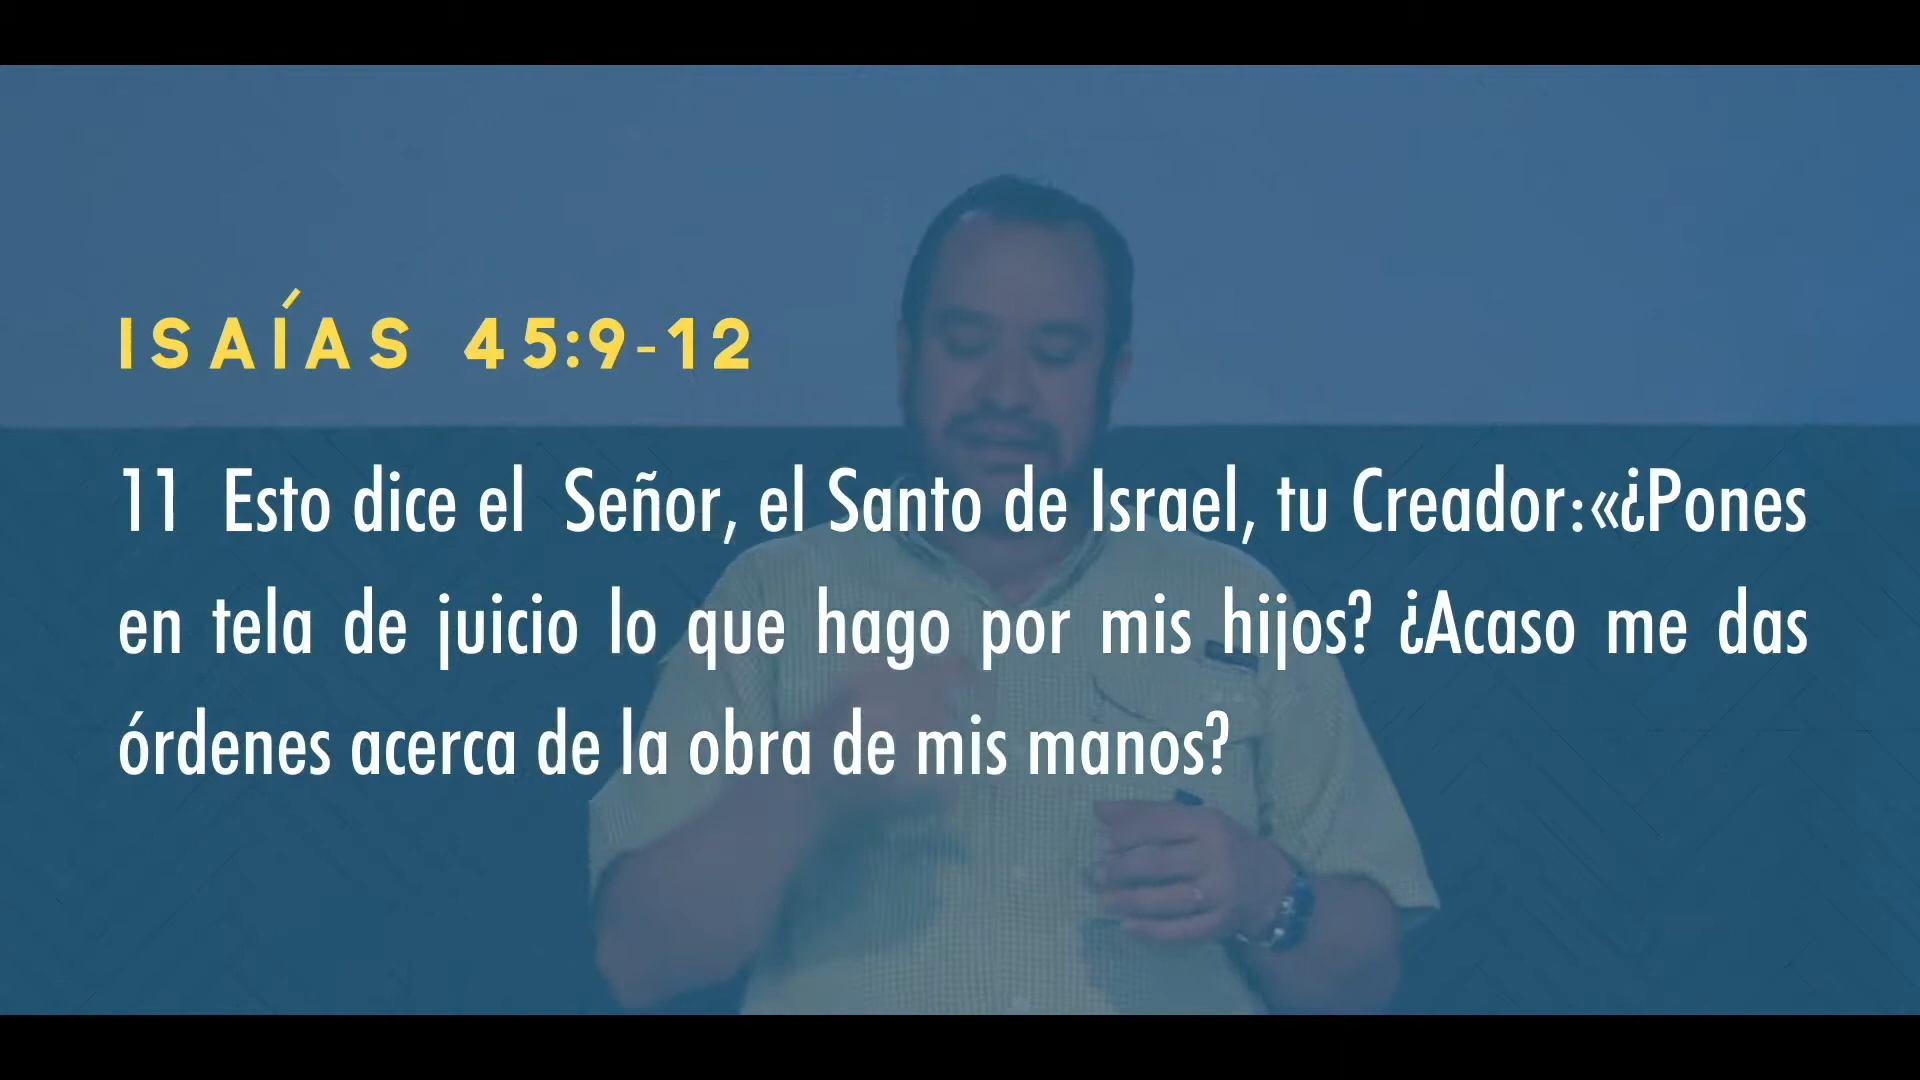 ISAÍAS 45:9-12
11 Esto dice el Señor, el Santo de Israel, tu Creador:«¿Pones
en tela de juicio lo que hago por mis hijos? ¿Acaso me das
órdenes acerca de la obra de mis manos?